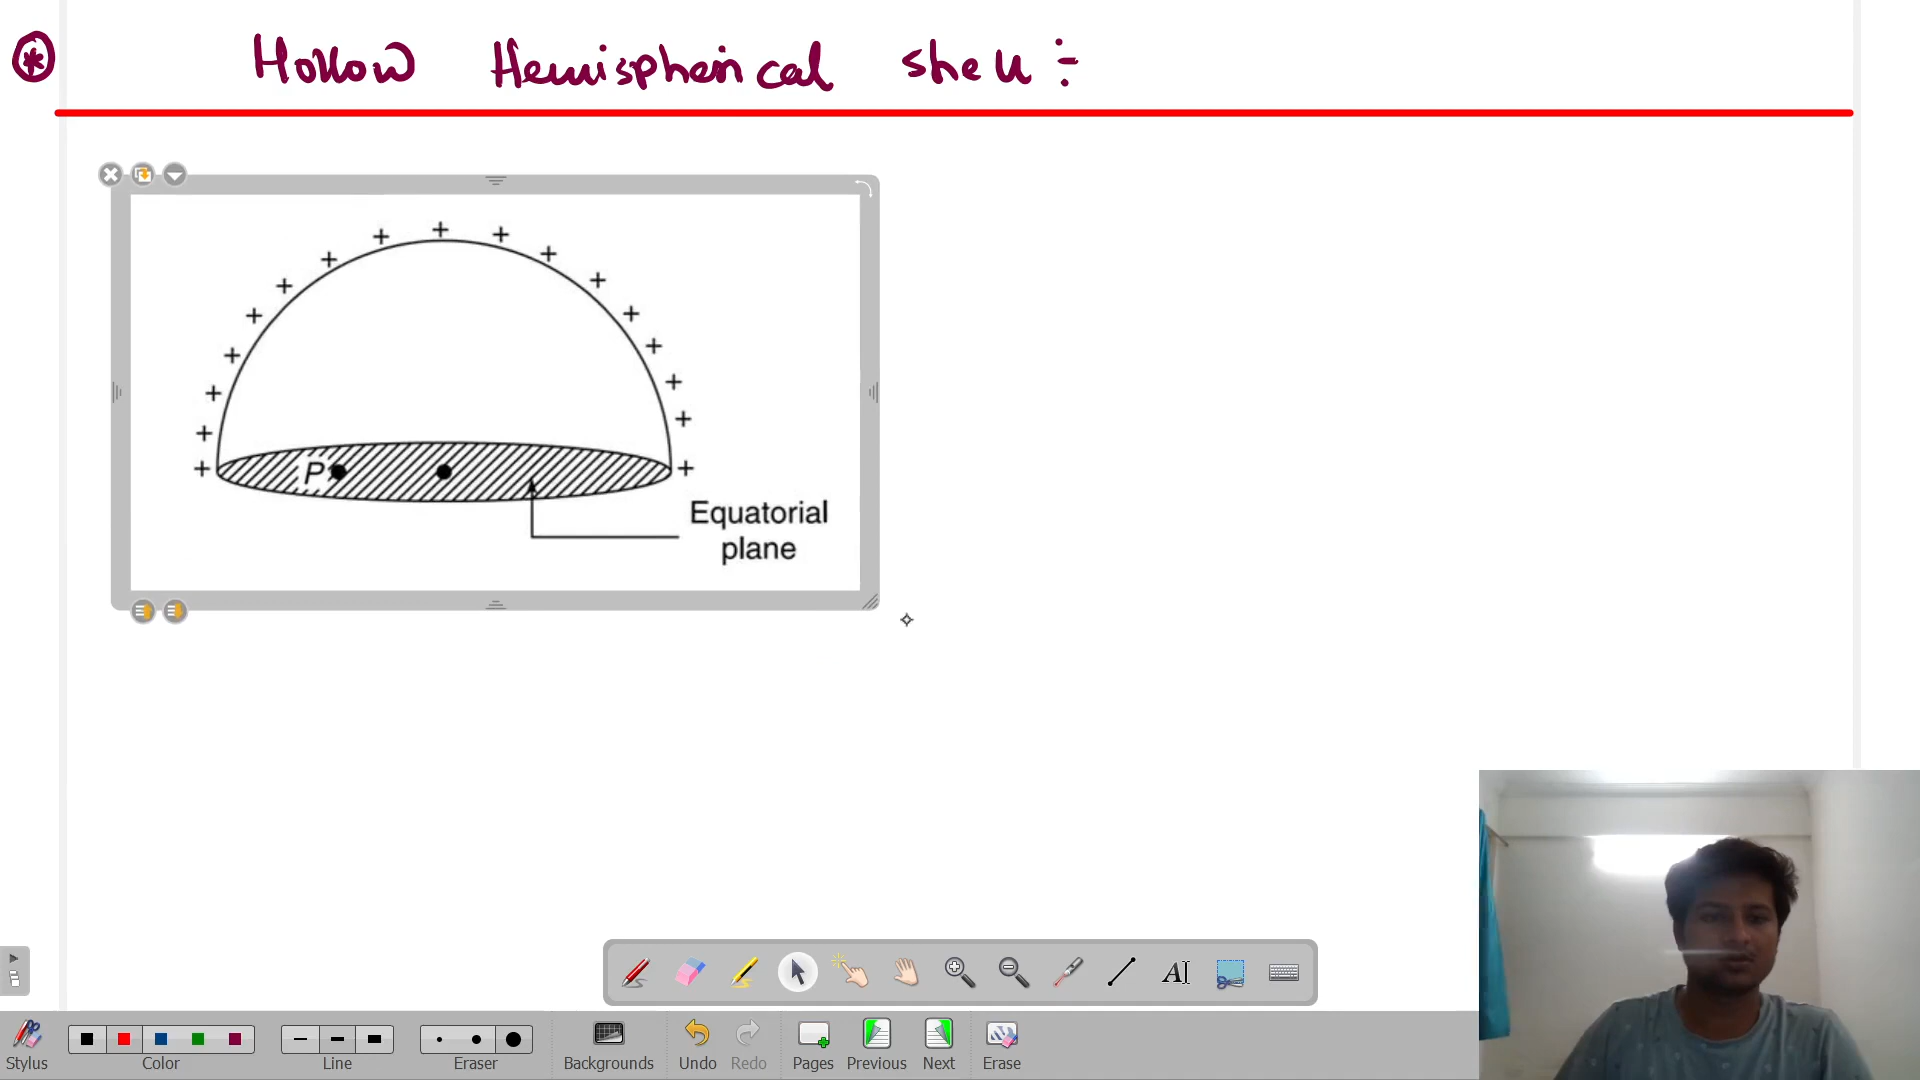 Hollow Hemispherical shell :-
P
Equatorial
plane
Stylus Color Line Eraser Backgrounds Undo Redo Pages Previous Next Erase